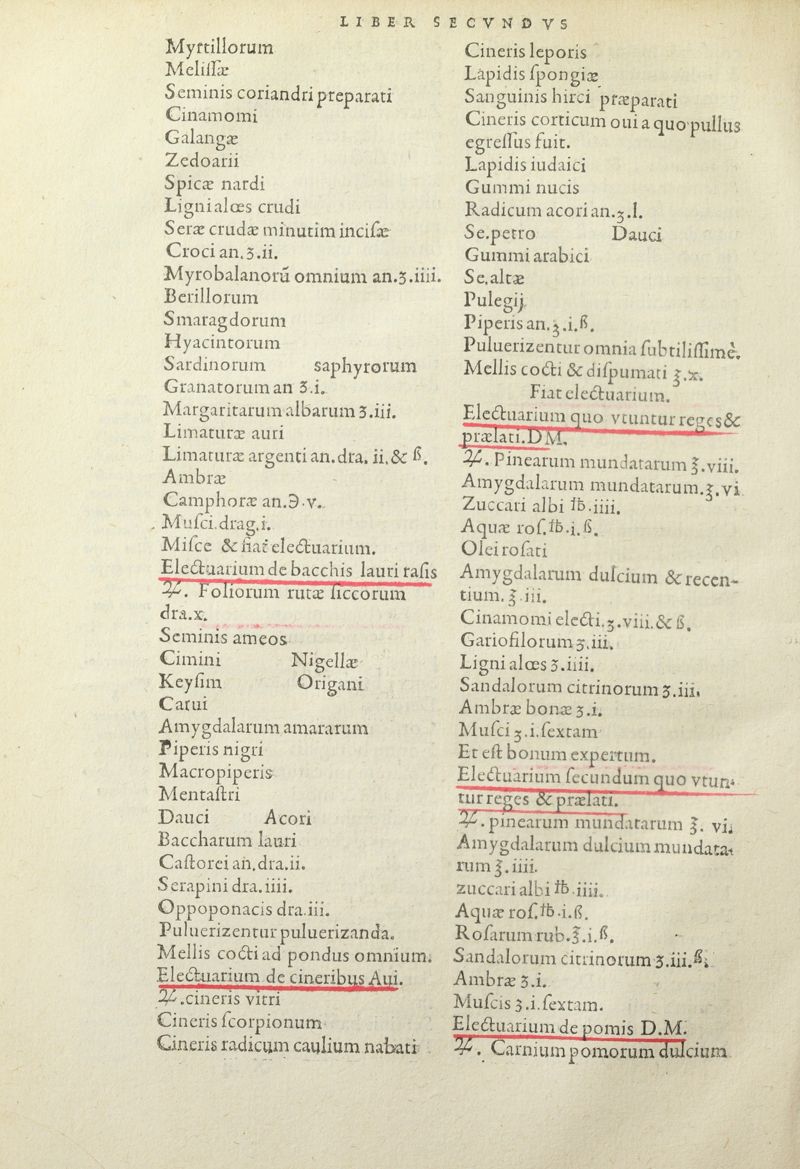 LIBER SECVNDVS
Myrtillorum
Meliſſæ
Seminis coriandri preparati
Cinamomi
Galangæ
Zedoarii
Spicæ nardi
Ligni aloes crudi
Seræ crudæ minutim inciſæ
Croci an.ʒ.ii.
Myrobalanorū omnium an.ʒ.iiii.
Berillorum
Smaragdorum
Hyacintorum
Sardinorum saphyrorum
Granatorum an ʒ.i.
Margaritarum albarum ʒ.iii.
Limaturæ auri
Limaturæ argenti an.dra. ii.& ß.
Ambræ
Camphoræ an.℈.v.
Muſci.drag.i.
Miſce & fiat electuarium.
Electuarium de bacchis lauri raſis
℞. Foliorum rutæ ſiccorum
dra.x.
Seminis ameos
Cimini Nigellæ
Keyſim Origani
Carui
Amygdalarum amararum
Piperis nigri
Macropiperis
Mentaſtri
Dauci Acori
Baccharum lauri
Caſtorei an.dra.ii.
Serapini dra.iiii.
Oppoponacis dra.iii.
Puluerizentur puluerizanda.
Mellis cocti ad pondus omnium.
Electuarium de cineribus Aui.
℞.cineris vitri
Cineris ſcorpionum
Cineris radicum caulium nabati
Cineris leporis
Lapidis ſpongiæ
Sanguinis hirci præparati
Cineris corticum oui a quo pullus
egreſſus fuit.
Lapidis iudaici
Gummi nucis
Radicum acori an.ʒ.I.
Se.petro Dauci
Gummi arabici
Se.altæ
Pulegij
Piperis an.ʒ.i.ß.
Puluerizentur omnia ſubtiliſſimè.
Mellis cocti & diſpumati ℥.x.
Fiat electuarium.
Electuarium quo vtuntur reges &
prælati.D M.
℞. Pinearum mundatarum ℥.viii.
Amygdalarum mundatarum.℥.vi
Zuccari albi ℔.iiii.
Aquæ roſ.℔.i.ß.
Olei roſati
Amygdalarum dulcium & recen-
tium.℥.iii.
Cinamomi electi.ʒ.viii.& ß.
Gariofilorum ʒ.iii.
Ligni aloes ʒ.iiii.
Sandalorum citrinorum ʒ.iii.
Ambræ bonæ ʒ.i.
Muſci ʒ.i.ſextam
Et eſt bonum expertum.
Electuarium ſecundum quo vtun-
tur reges & prælati.
℞.pinearum mundatarum ℥. vi.
Amygdalarum dulcium mundata-
rum ℥.iiii.
zuccari albi ℔.iiii.
Aquæ roſ.℔.i.ß.
Roſarum rub.℥.i.ß.
Sandalorum citrinorum ʒ.iii.ß.
Ambræ ʒ.i.
Muſcis ʒ.i.ſextam.
Electuarium de pomis D.M.
℞. Carnium pomorum dulcium